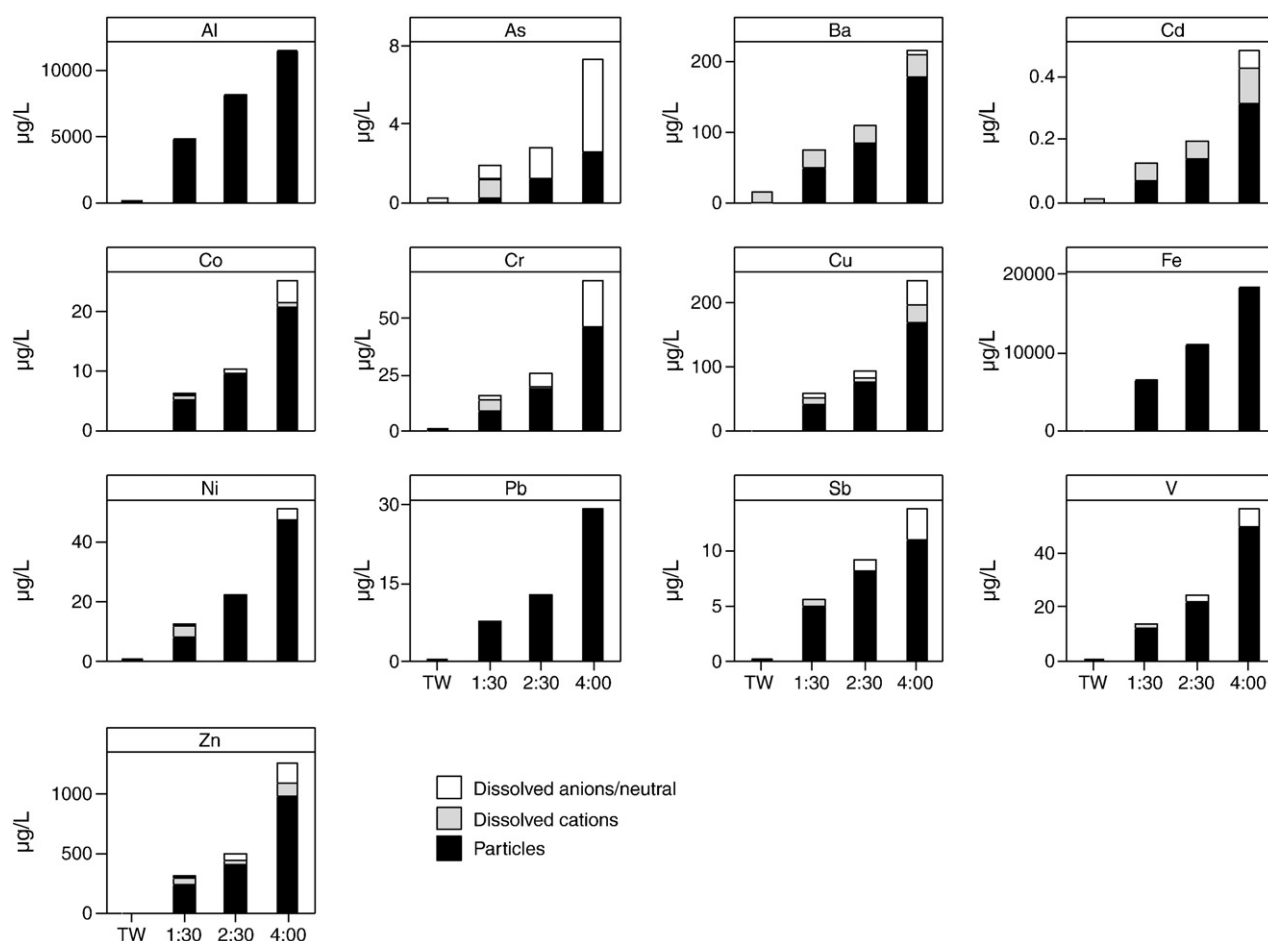 Al
As
Ba
Cd
10000
5000
0
µg/L
8
4
0
µg/L
200
100
0
µg/L
0.4
0.2
0.0
µg/L
Co
Cr
Cu
Fe
20
10
0
µg/L
50
25
0
µg/L
200
100
0
µg/L
20000
10000
0
µg/L
Ni
Pb
Sb
V
40
20
0
µg/L
30
15
0
µg/L
10
5
0
µg/L
40
20
0
µg/L
TW 1:30 2:30 4:00
TW 1:30 2:30 4:00
TW 1:30 2:30 4:00
Zn
1000
500
0
µg/L
TW 1:30 2:30 4:00
Dissolved anions/neutral
Dissolved cations
Particles